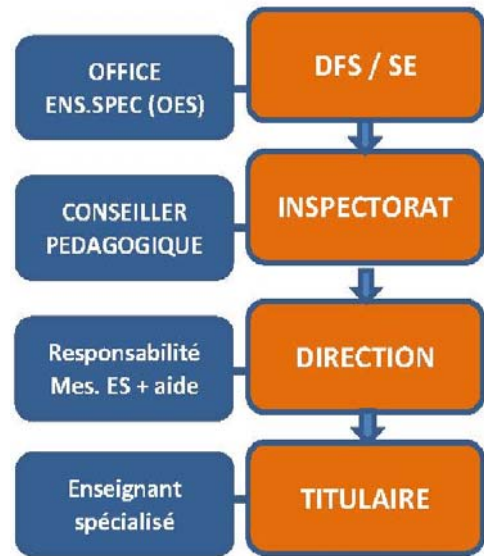 OFFICE
ENS.SPEC (OES)
DFS / SE
CONSEILLER
PEDAGOGIQUE
INSPECTORAT
Responsabilité
Mes. ES + aide
DIRECTION
Enseignant
spécialisé
TITULAIRE